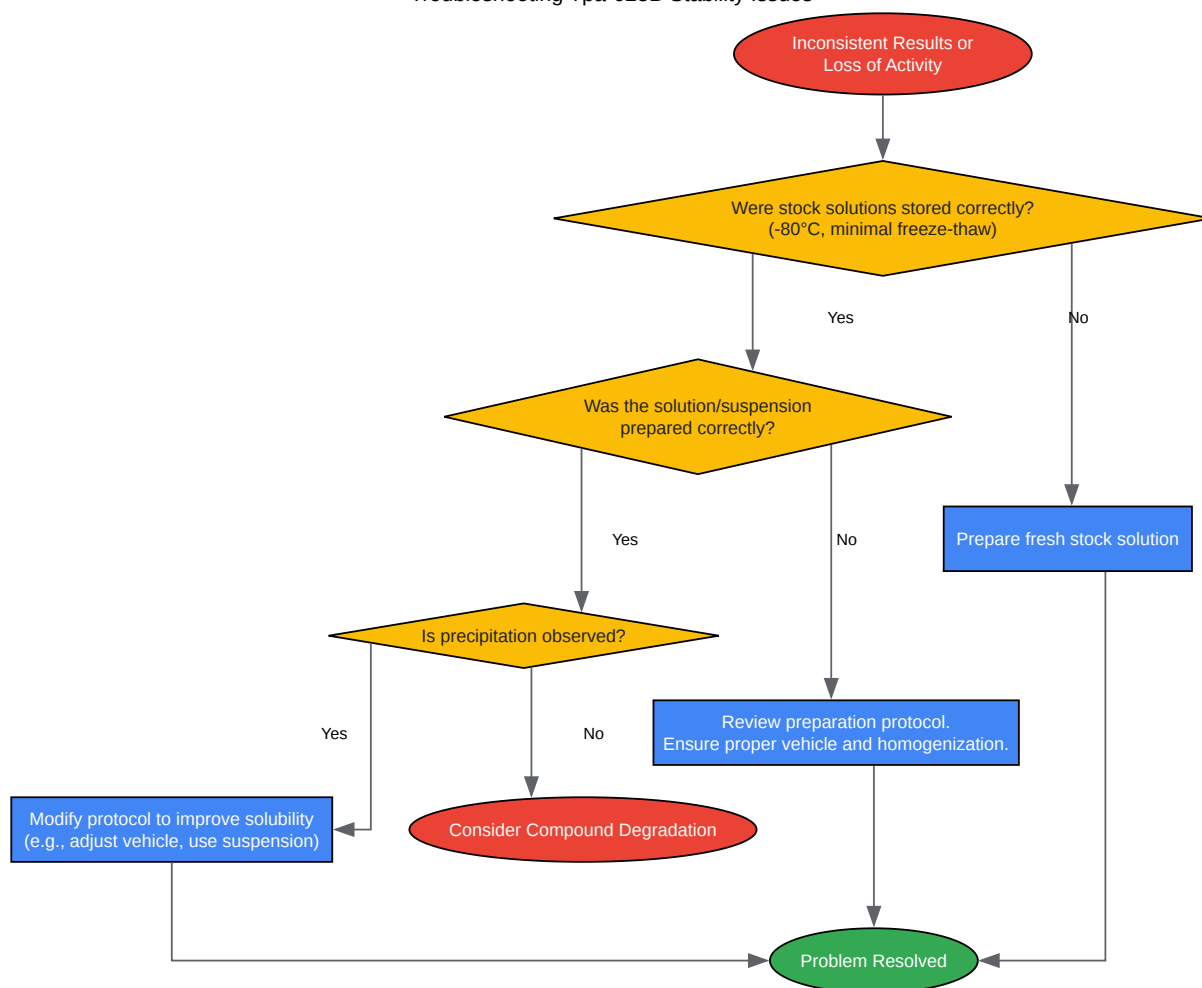 Inconsistent Results or
Loss of Activity
Were stock solutions stored correctly?
(-80°C, minimal freeze-thaw)
Yes
No
Was the solution/suspension
prepared correctly?
Yes
No
Prepare fresh stock solution
Is precipitation observed?
Yes
No
Review preparation protocol.
Ensure proper vehicle and homogenization.
Modify protocol to improve solubility
(e.g., adjust vehicle, use suspension)
Consider Compound Degradation
Problem Resolved